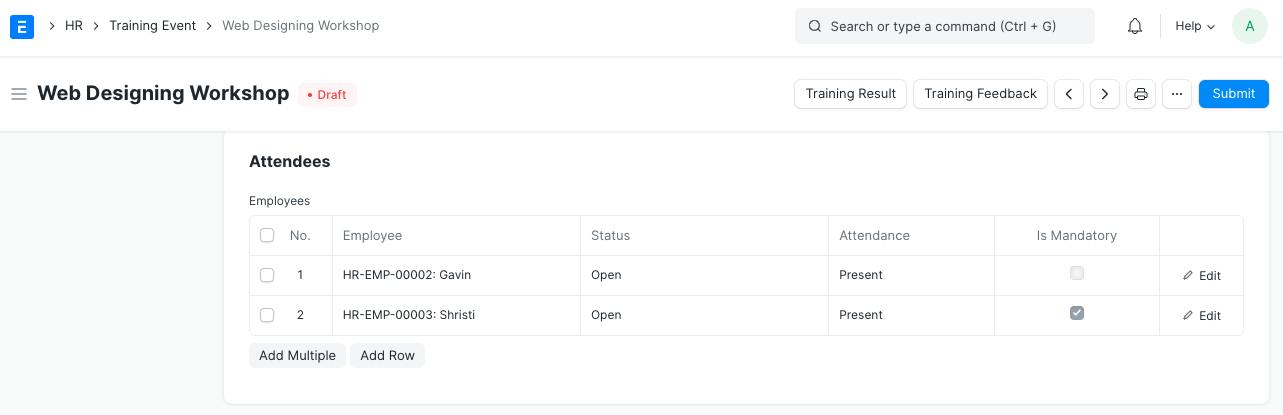 E HR Training Event Web Designing Workshop Search or type a command (Ctrl + G) Help A
Web Designing Workshop • Draft Training Result Training Feedback ... Submit
Attendees
Employees
No. Employee Status Attendance Is Mandatory
1 HR-EMP-00002: Gavin Open Present Edit
2 HR-EMP-00003: Shristi Open Present Edit
Add Multiple Add Row